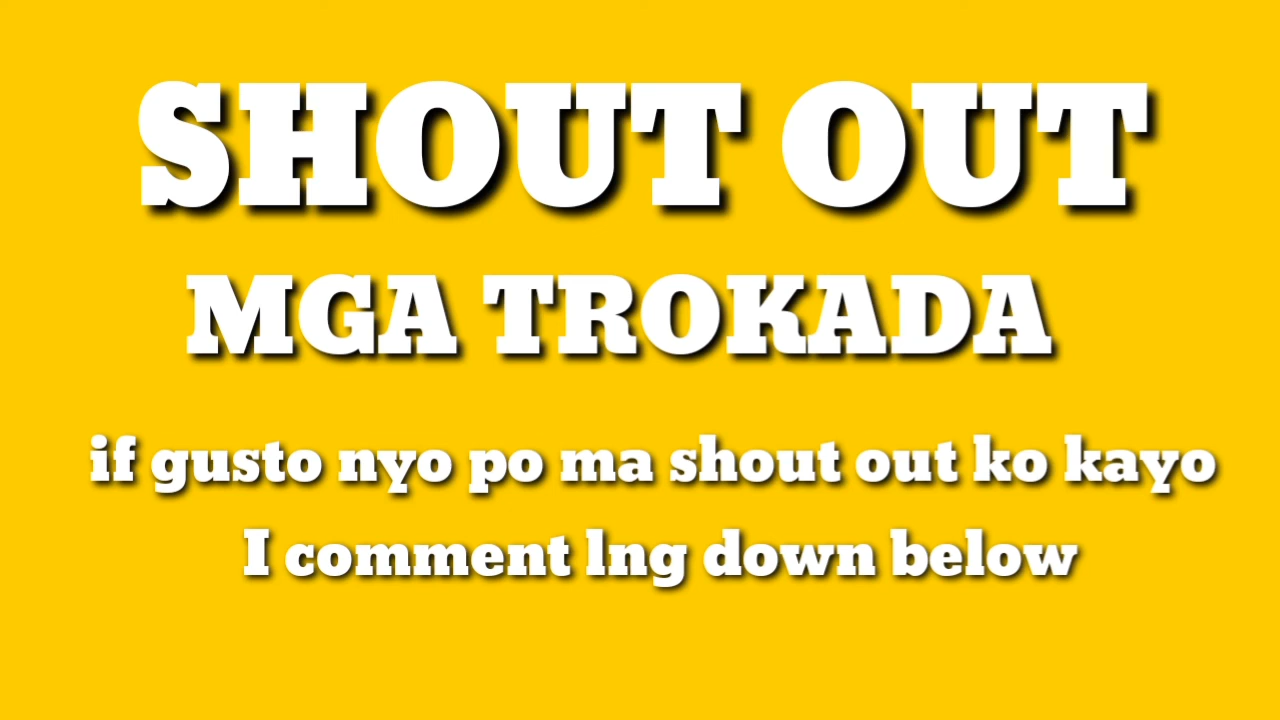 SHOUT OUT
MGA TROKADA
if gusto nyo po ma shout out ko kayo
I comment lng down below